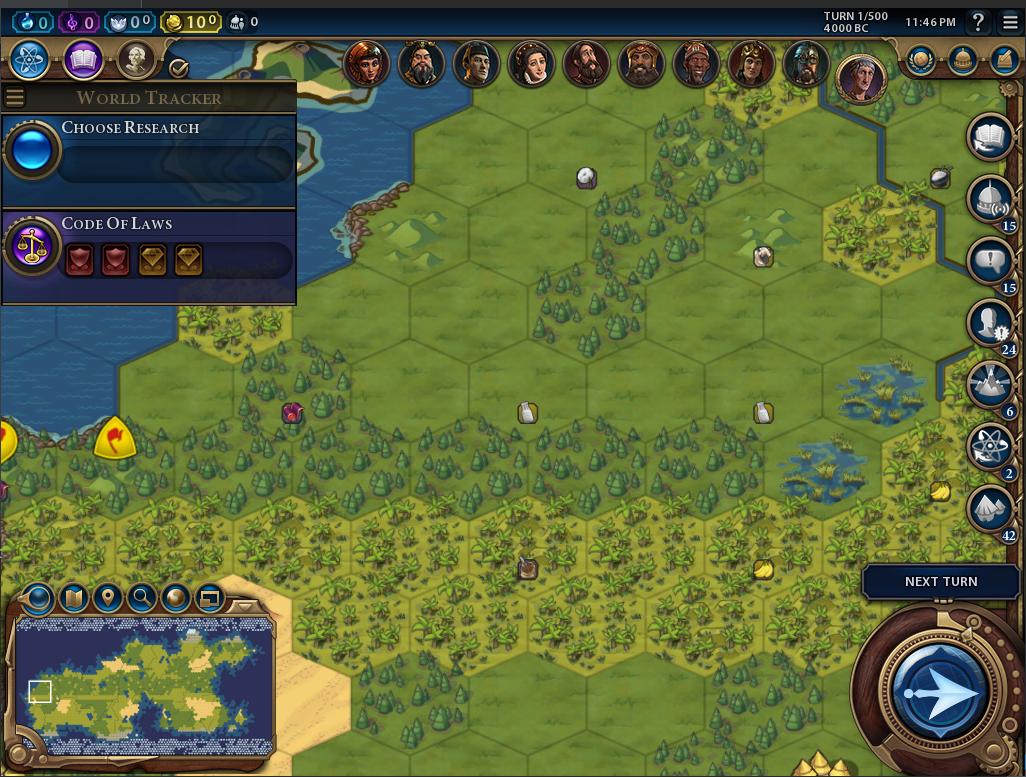 0 0 0 0 10 0 0
TURN 1/500
4000 BC
11:46 PM ?
WORLD TRACKER
CHOOSE RESEARCH
CODE OF LAWS
15
15
24
6
2
42
NEXT TURN